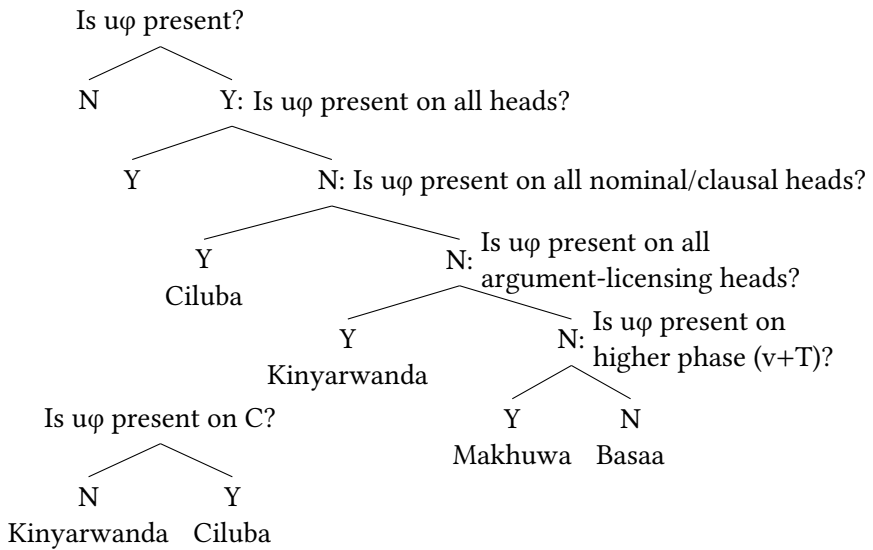 Is uφ present?
N Y: Is uφ present on all heads?
Y N: Is uφ present on all nominal/clausal heads?
Y N: Is uφ present on all
argument-licensing heads?
Ciluba
Y N: Is uφ present on
higher phase (v+T)?
Kinyarwanda
Y N
Makhuwa Basaa
Is uφ present on C?
N Y
Kinyarwanda Ciluba